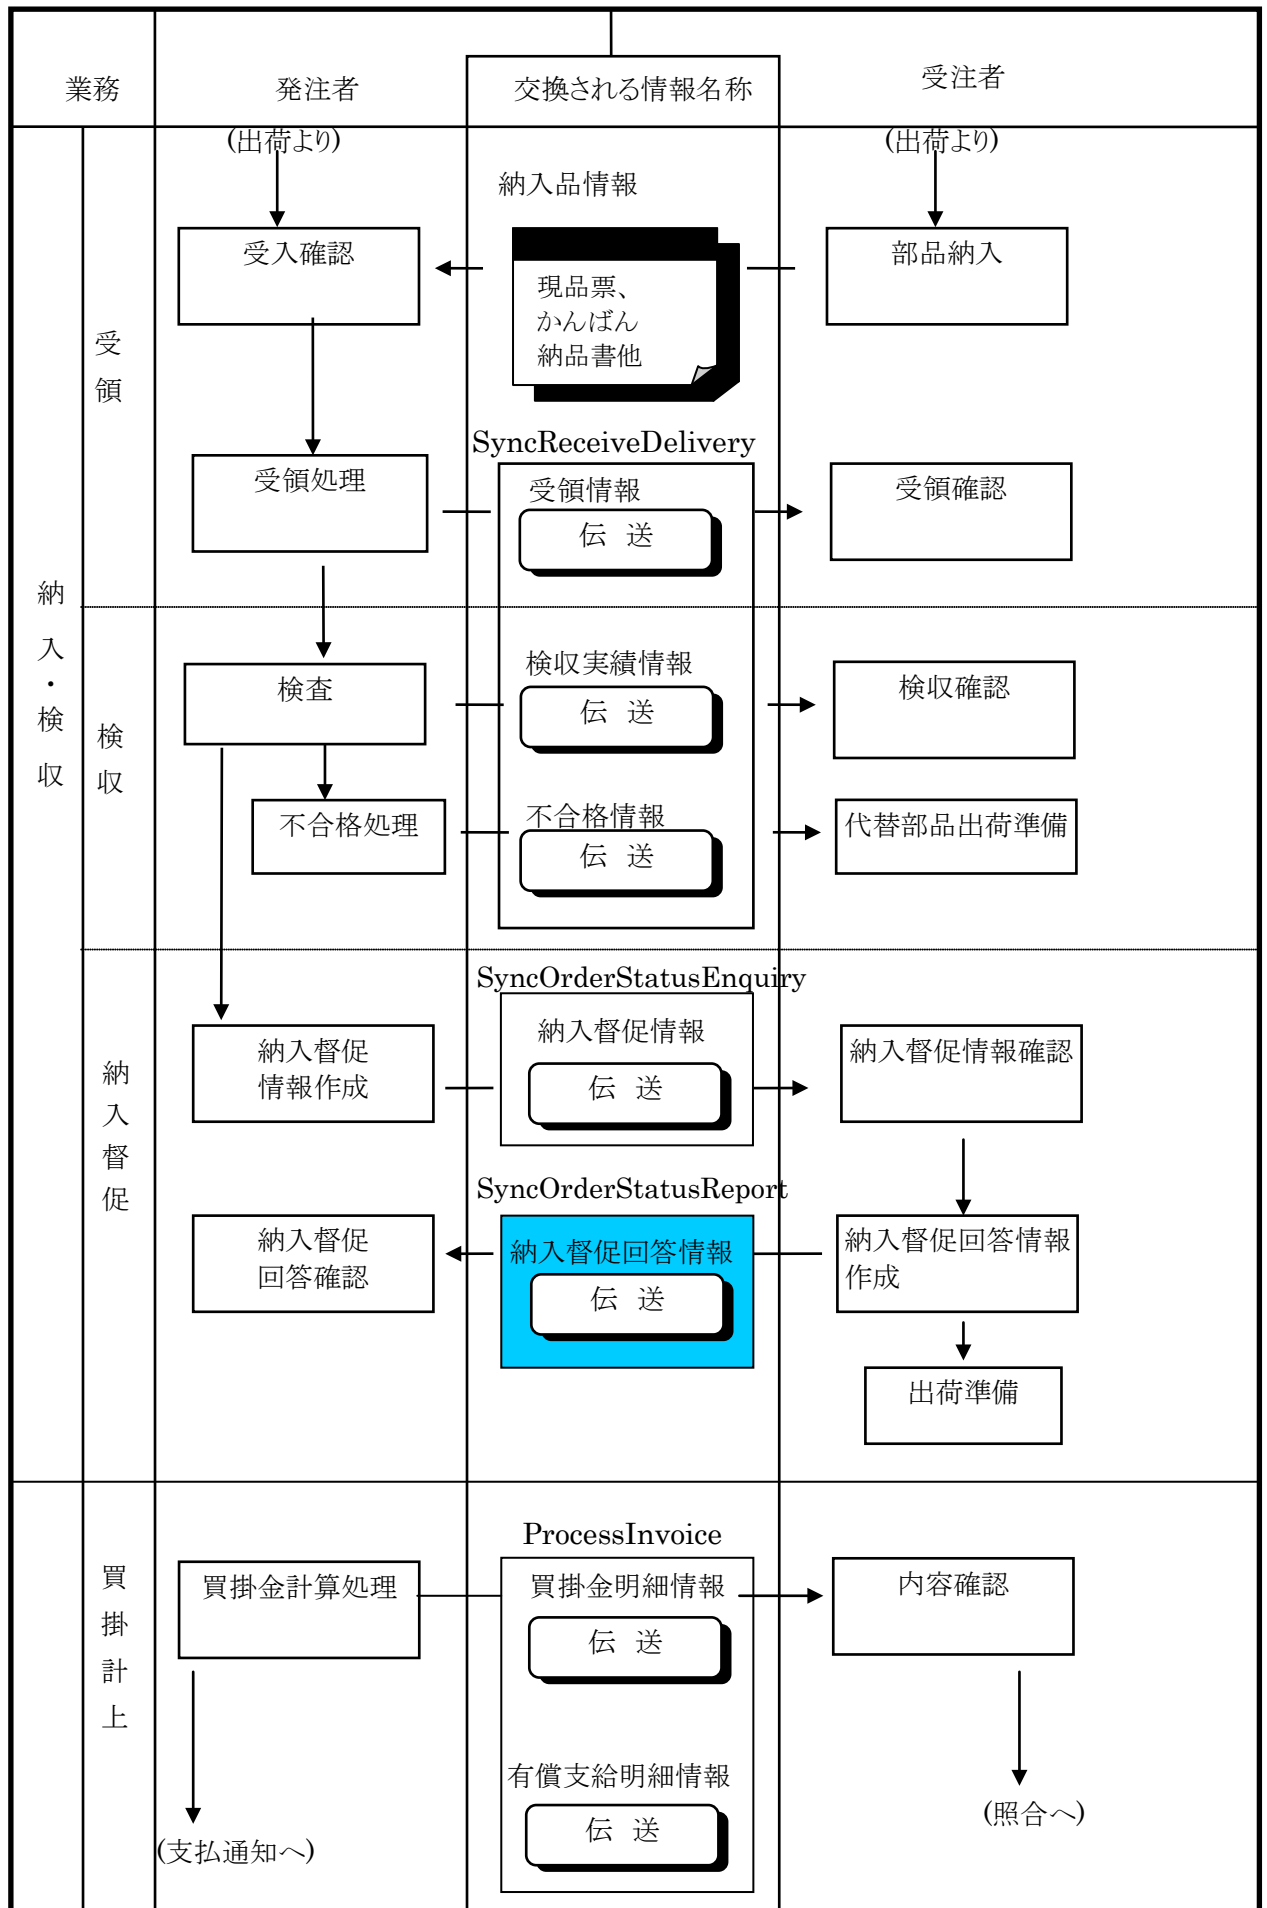 業務
発注者
交換される情報名称
受注者
(出荷より)
(出荷より)
納入品情報
受入確認
部品納入
現品票、
かんばん
納品書他
受領
SyncReceiveDelivery
受領処理
受領情報
伝 送
受領確認
納入・検収
検査
検収実績情報
伝 送
検収確認
検収
不合格処理
不合格情報
伝 送
代替部品出荷準備
SyncOrderStatusEnquiry
納入督促
情報作成
納入督促情報
伝 送
納入督促情報確認
納入督促
SyncOrderStatusReport
納入督促
回答確認
納入督促回答情報
伝 送
納入督促回答情報
作成
出荷準備
ProcessInvoice
買掛計上
買掛金計算処理
買掛金明細情報
伝 送
内容確認
有償支給明細情報
伝 送
(照合へ)
(支払通知へ)